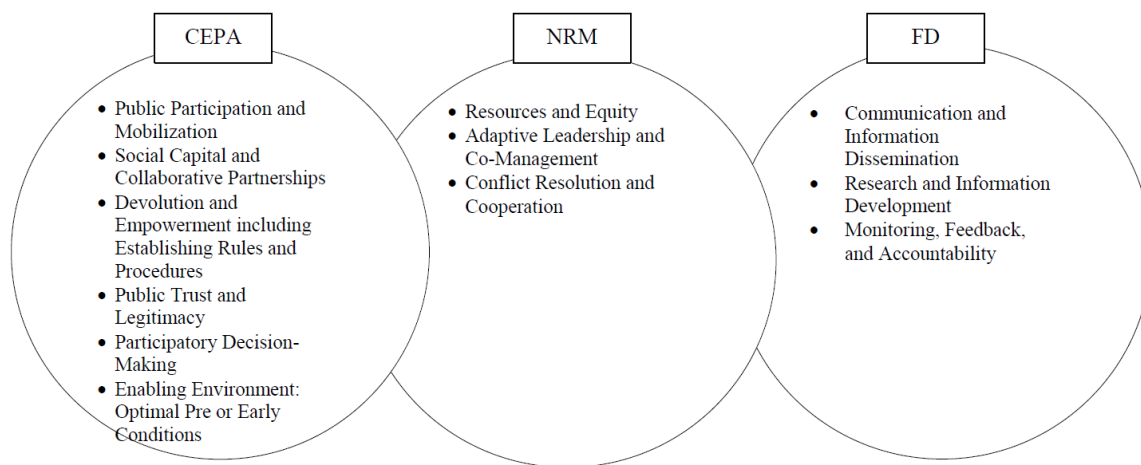 CEPA
• Public Participation and
Mobilization
• Social Capital and
Collaborative Partnerships
• Devolution and
Empowerment including
Establishing Rules and
Procedures
• Public Trust and
Legitimacy
• Participatory Decision-
Making
• Enabling Environment:
Optimal Pre or Early
Conditions
NRM
• Resources and Equity
• Adaptive Leadership and
Co-Management
• Conflict Resolution and
Cooperation
FD
• Communication and
Information
Dissemination
• Research and Information
Development
• Monitoring, Feedback,
and Accountability